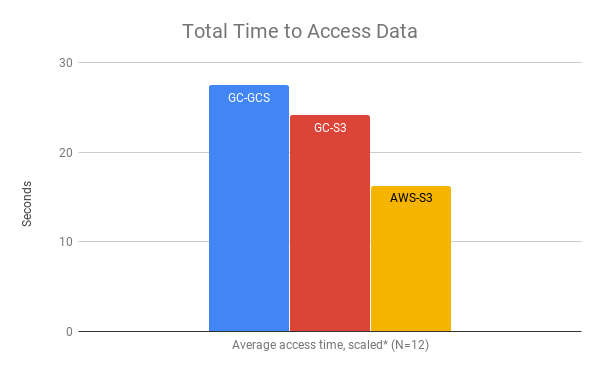 Total Time to Access Data
30
20
10
0
Seconds
GC-GCS
GC-S3
AWS-S3
Average access time, scaled* (N=12)